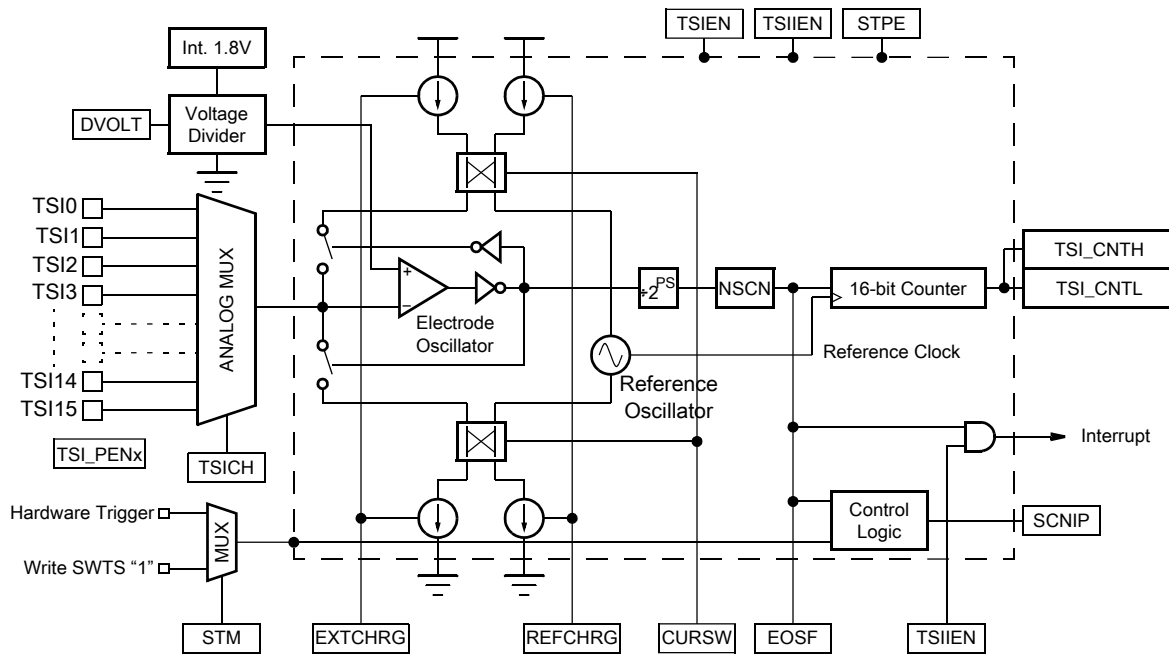 TSIEN
TSIIEN
STPE
Int. 1.8V
DVOLT
Voltage
Divider
TSI0
TSI1
TSI2
TSI3
TSI14
TSI15
TSI_PENx
ANALOG MUX
TSICH
+
−
Electrode
Oscillator
÷2^PS
NSCN
16-bit Counter
TSI_CNTH
TSI_CNTL
Reference Clock
Reference
Oscillator
Interrupt
Control
Logic
SCNIP
Hardware Trigger
Write SWTS “1”
MUX
STM
EXTCHRG
REFCHRG
CURSW
EOSF
TSIIEN